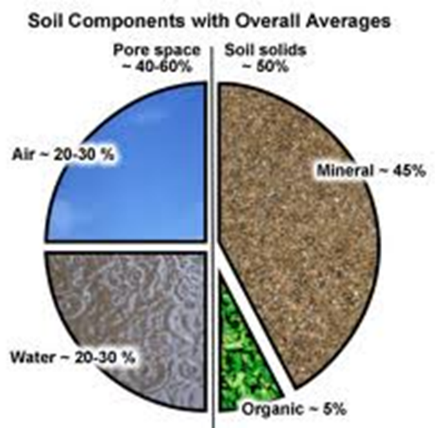 Soil Components with Overall Averages
Pore space
~ 40-60%
Soil solids
~ 50%
Air ~ 20-30 %
Mineral ~ 45%
Water ~ 20-30 %
Organic ~ 5%